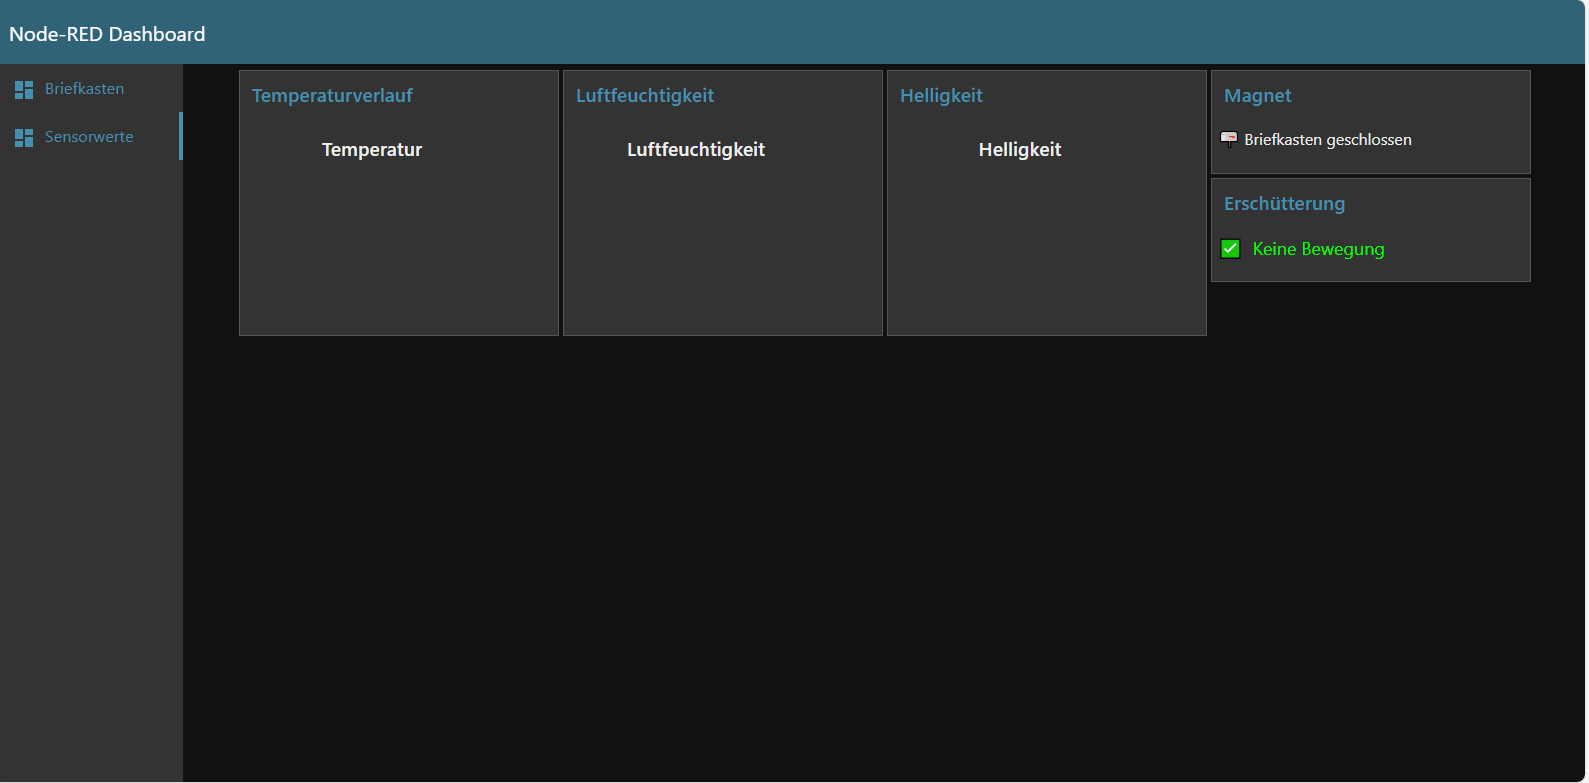 Node-RED Dashboard
Briefkasten
Sensorwerte
Temperaturverlauf
Temperatur
Luftfeuchtigkeit
Luftfeuchtigkeit
Helligkeit
Helligkeit
Magnet
Briefkasten geschlossen
Erschütterung
Keine Bewegung